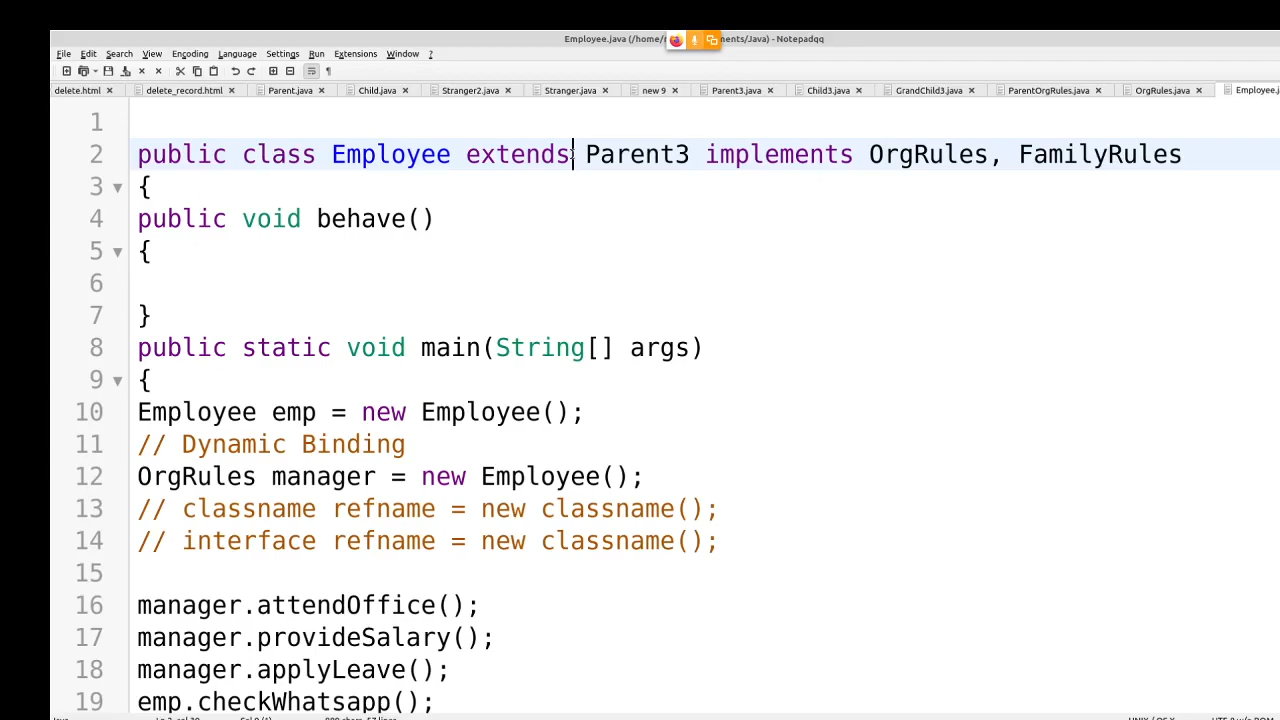 Employee.java (/home/ ments/Java) - Notepadqq
File Edit Search View Encoding Language Settings Run Extensions Window ?
delete.html delete_record.html Parent.java Child.java Stranger2.java Stranger.java new 9 Parent3.java Child3.java GrandChild3.java ParentOrgRules.java OrgRules.java Employee.j
1
2 public class Employee extends Parent3 implements OrgRules, FamilyRules
3 {
4 public void behave()
5 {
6
7 }
8 public static void main(String[] args)
9 {
10 Employee emp = new Employee();
11 // Dynamic Binding
12 OrgRules manager = new Employee();
13 // classname refname = new classname();
14 // interface refname = new classname();
15
16 manager.attendOffice();
17 manager.provideSalary();
18 manager.applyLeave();
19 emp.checkWhatsapp();